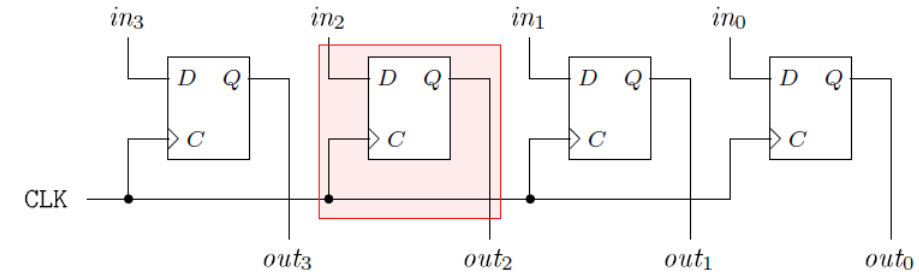 in3 in2 in1 in0
D Q D Q D Q D Q
C C C C
CLK
out3 out2 out1 out0